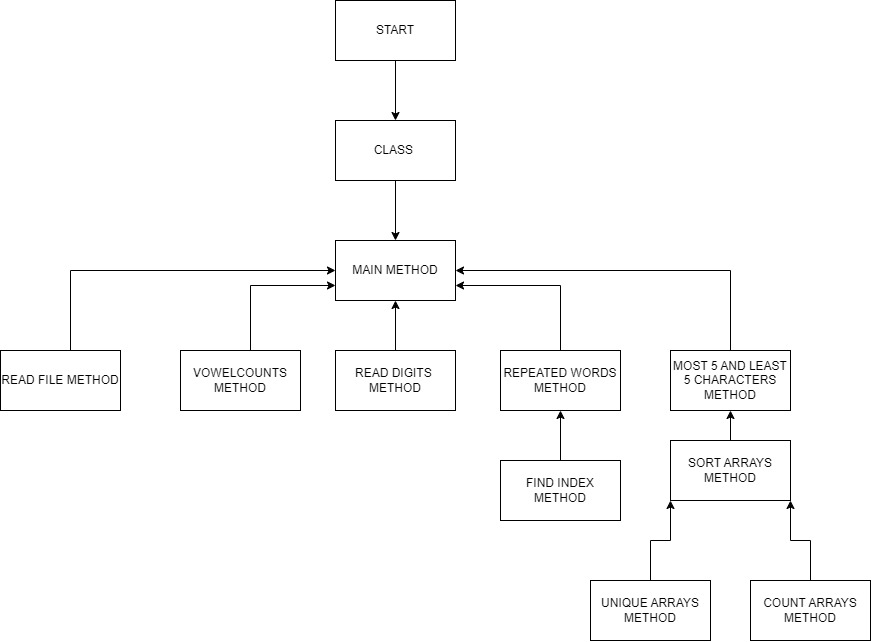 START
CLASS
MAIN METHOD
READ FILE METHOD
VOWELCOUNTS
METHOD
READ DIGITS
METHOD
REPEATED WORDS
METHOD
MOST 5 AND LEAST
5 CHARACTERS
METHOD
FIND INDEX
METHOD
SORT ARRAYS
METHOD
UNIQUE ARRAYS
METHOD
COUNT ARRAYS
METHOD